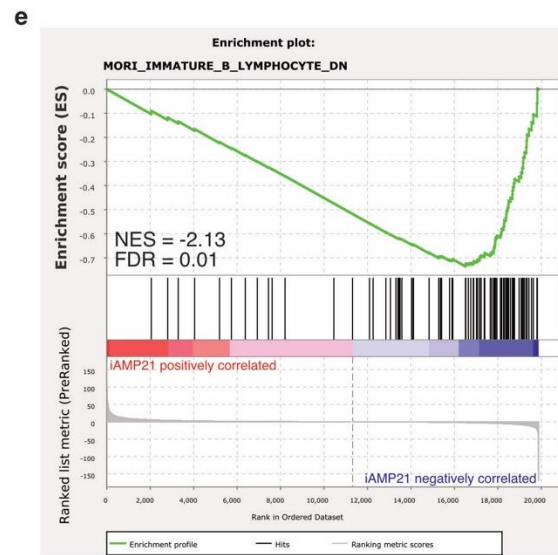 e
Enrichment plot:
MORI_IMMATURE_B_LYMPHOCYTE_DN
Enrichment score (ES)
0.0
-0.1
-0.2
-0.3
-0.4
-0.5
-0.6
-0.7
NES = -2.13
FDR = 0.01
Ranked list metric (PreRanked)
iAMP21 positively correlated
150
100
50
0
-50
-100
-150
iAMP21 negatively correlated
0 2,000 4,000 6,000 8,000 10,000 12,000 14,000 16,000 18,000 20,000
Rank in Ordered Dataset
Enrichment profile Hits Ranking metric scores